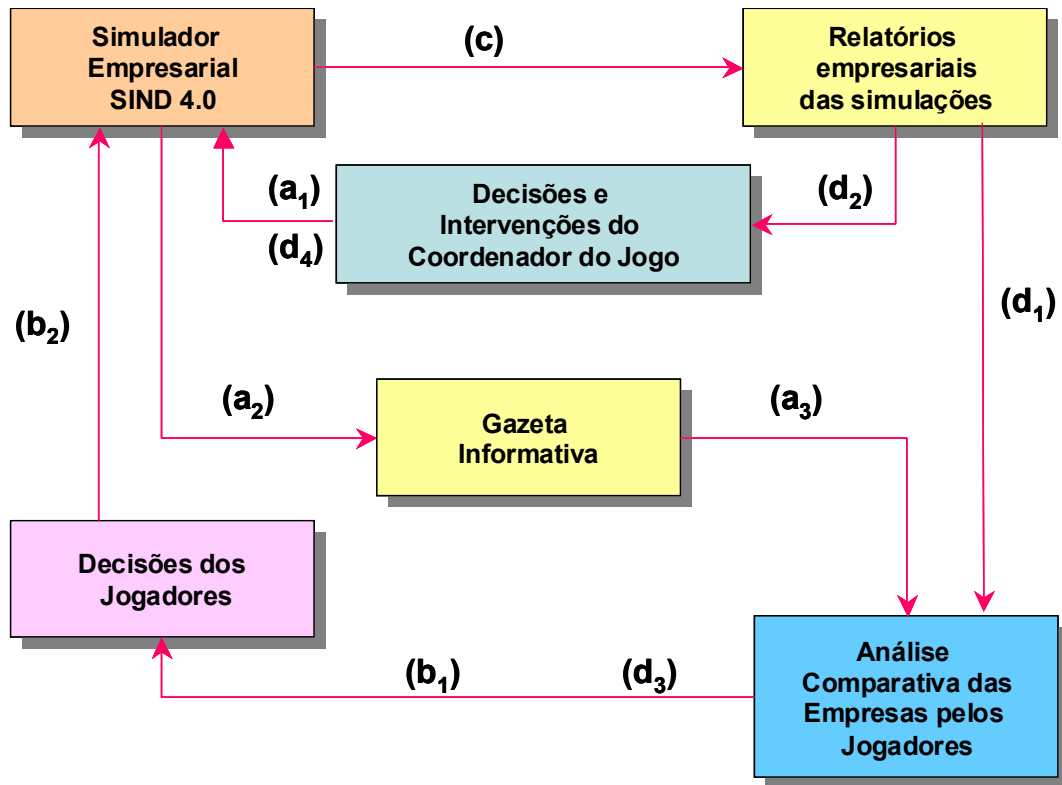 Simulador
Empresarial
SIND 4.0
(c)
Relatórios
empresariais
das simulações
(a₁)
(d₄)
Decisões e
Intervenções do
Coordenador do Jogo
(d₂)
(d₁)
(b₂)
(a₂)
Gazeta
Informativa
(a₃)
Decisões dos
Jogadores
(b₁)
(d₃)
Análise
Comparativa das
Empresas pelos
Jogadores